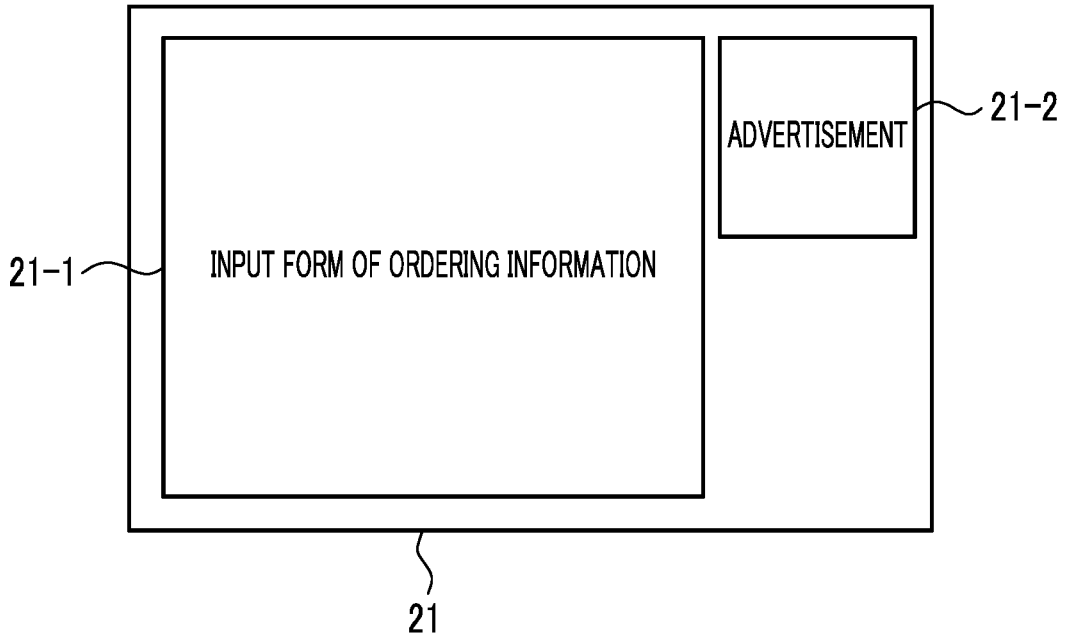 21-2
ADVERTISEMENT
21-1
INPUT FORM OF ORDERING INFORMATION
21